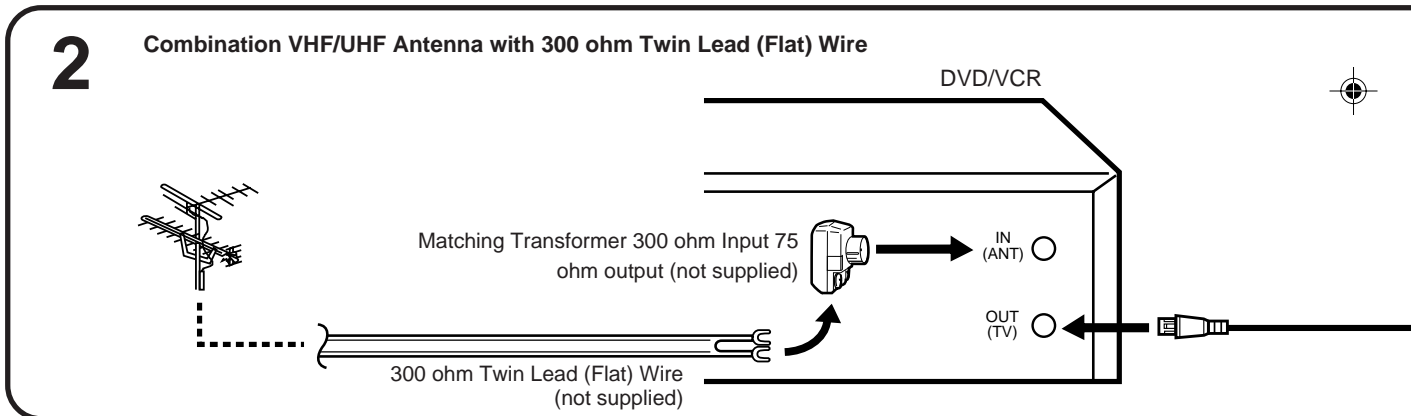 2
Combination VHF/UHF Antenna with 300 ohm Twin Lead (Flat) Wire
DVD/VCR
Matching Transformer 300 ohm Input 75
ohm output (not supplied)
IN
(ANT)
OUT
(TV)
300 ohm Twin Lead (Flat) Wire
(not supplied)